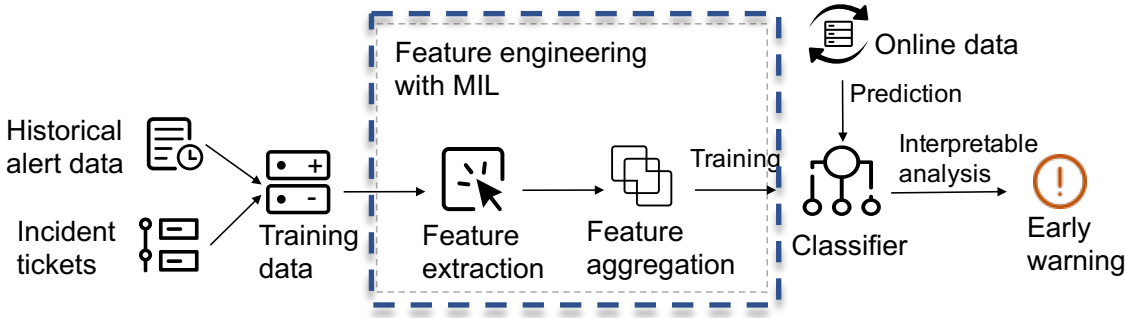 Historical
alert data
Incident
tickets
Training
data
Feature engineering
with MIL
Feature
extraction
Feature
aggregation
Training
Online data
Prediction
Classifier
Interpretable
analysis
Early
warning